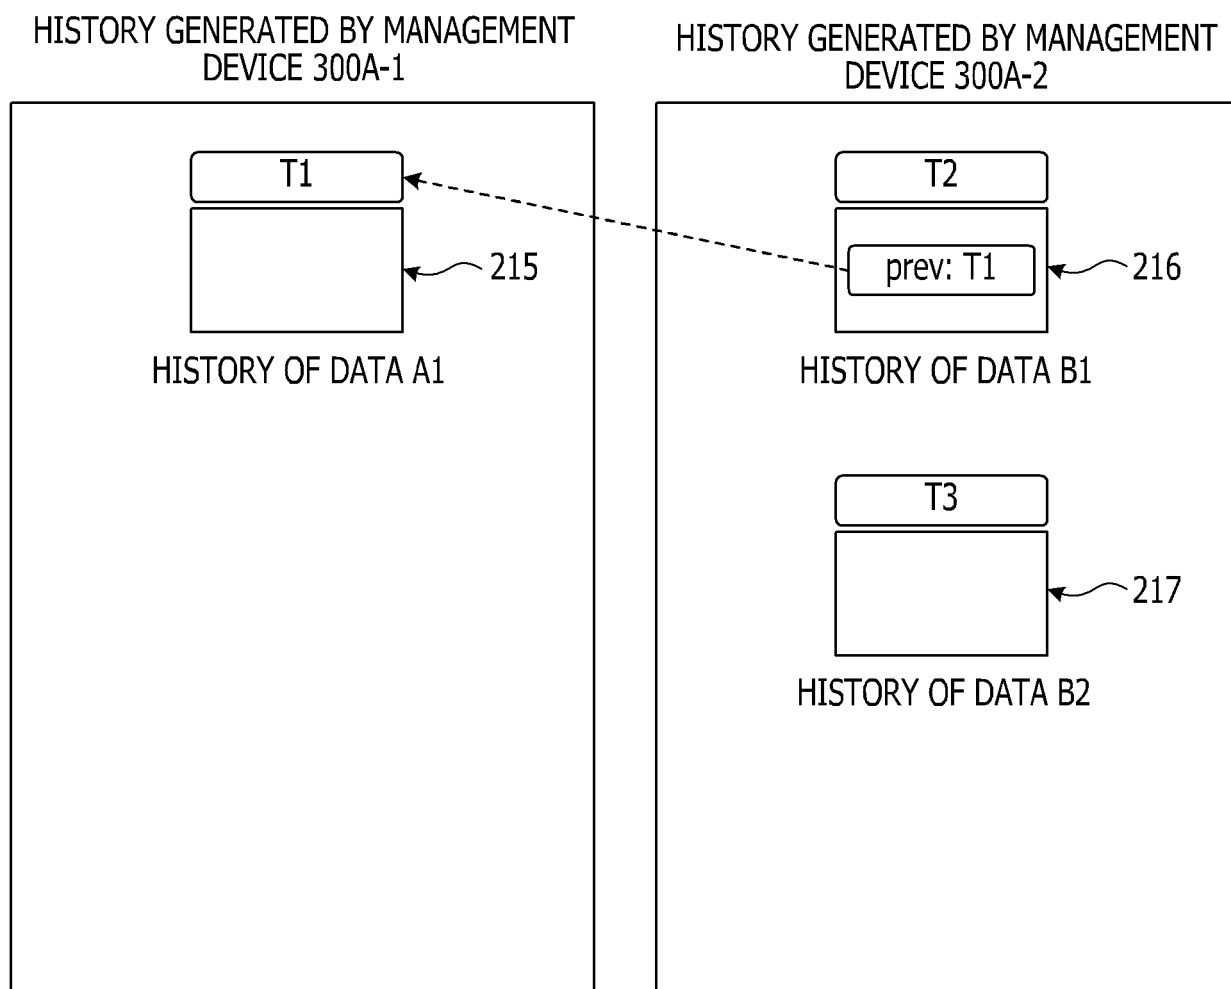 HISTORY GENERATED BY MANAGEMENT
DEVICE 300A-1
T1
215
HISTORY OF DATA A1
HISTORY GENERATED BY MANAGEMENT
DEVICE 300A-2
T2
prev: T1
216
HISTORY OF DATA B1
T3
217
HISTORY OF DATA B2